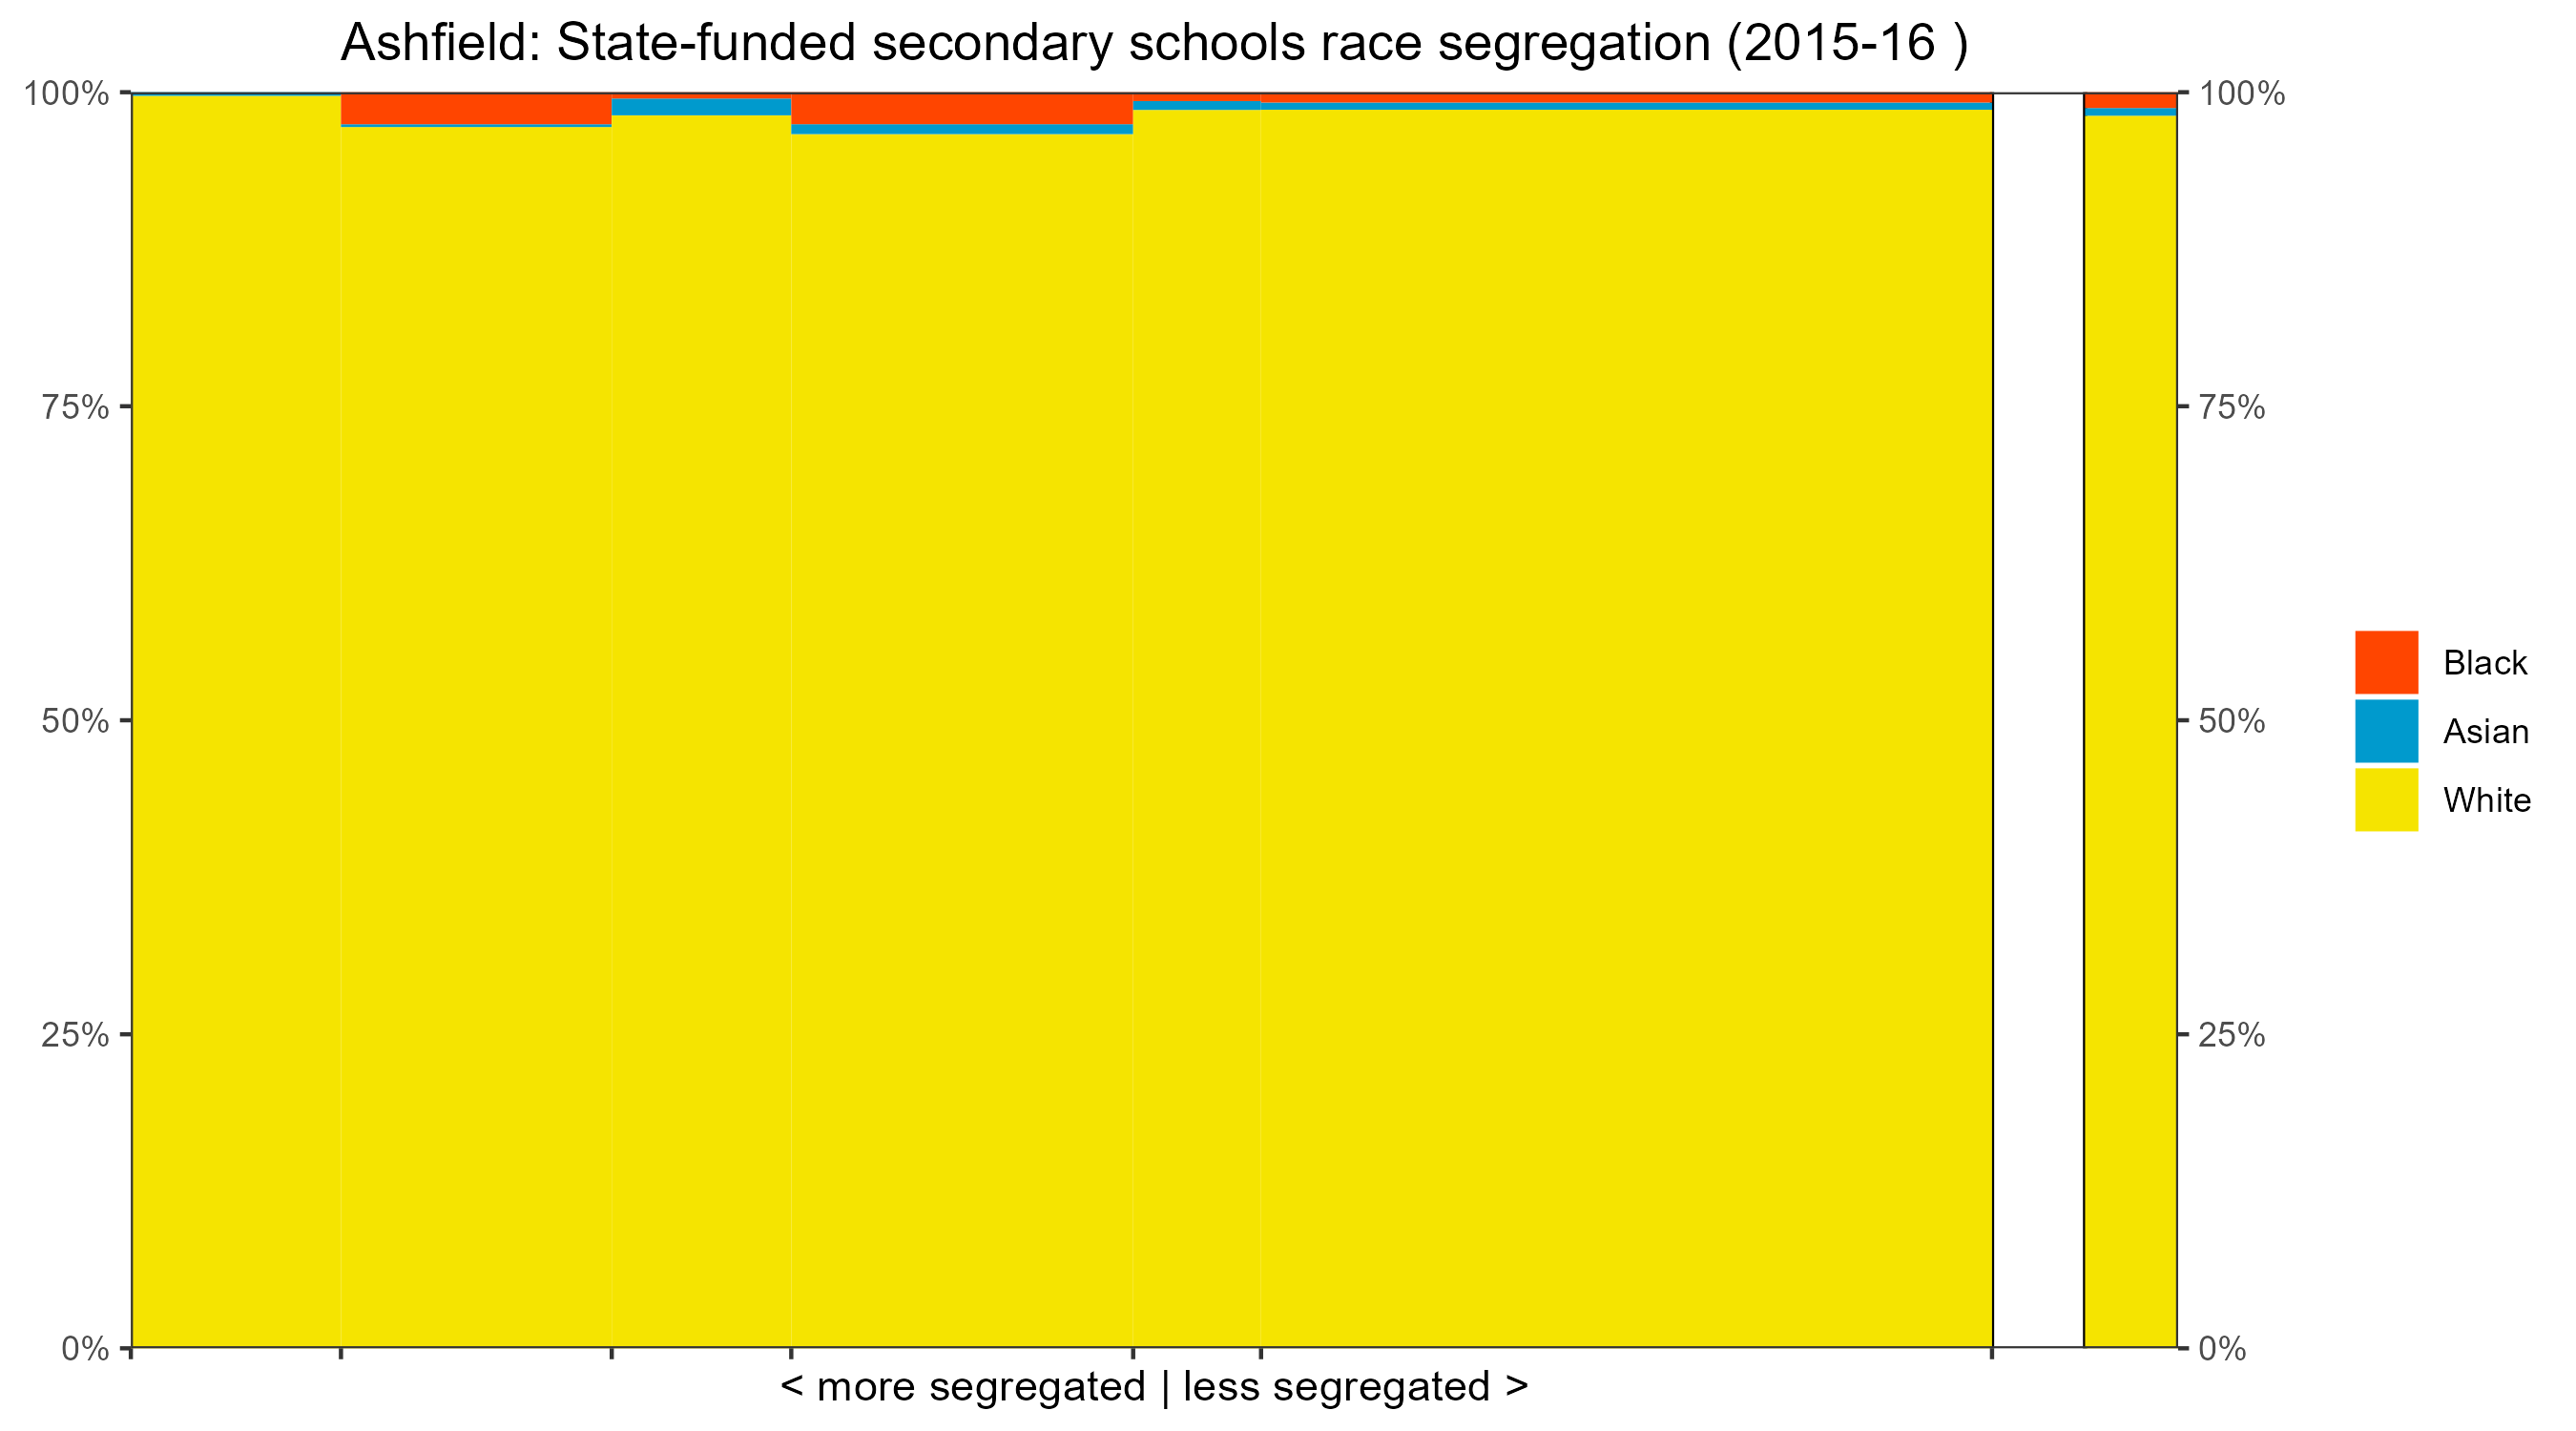 Ashfield: State-funded secondary schools race segregation (2015-16 )
100%
75%
50%
25%
0%
100%
75%
50%
25%
0%
Black
Asian
White
< more segregated | less segregated >